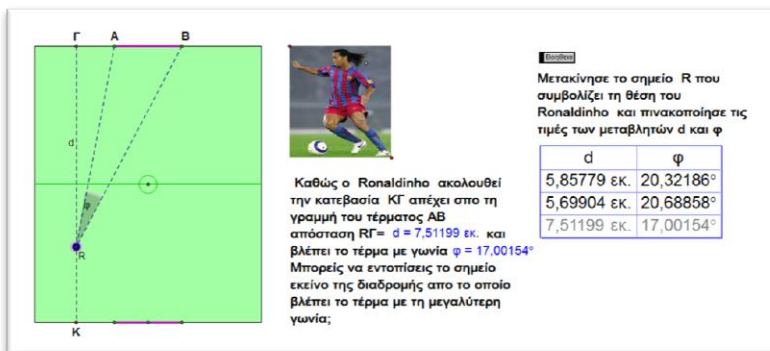 Γ A B
d
φ
R
K
Καθώς ο Ronaldinho ακολουθεί
την κατεβασία ΚΓ απέχει σπο τη
γραμμή του τέρματος ΑΒ
απόσταση RΓ= d = 7,51199 εκ. και
βλέπει το τέρμα με γωνία φ = 17,00154°
Μπορείς να εντοπίσεις το σημείο
εκείνο της διαδρομής απο το οποίο
βλέπει το τέρμα με τη μεγαλύτερη
γωνία;
Βοήθεια
Μετακίνησε το σημείο R που
συμβολίζει τη θέση του
Ronaldinho και πινακοποίησε τις
τιμές των μεταβλητών d και φ
d φ
5,85779 εκ. 20,32186°
5,69904 εκ. 20,68858°
7,51199 εκ. 17,00154°